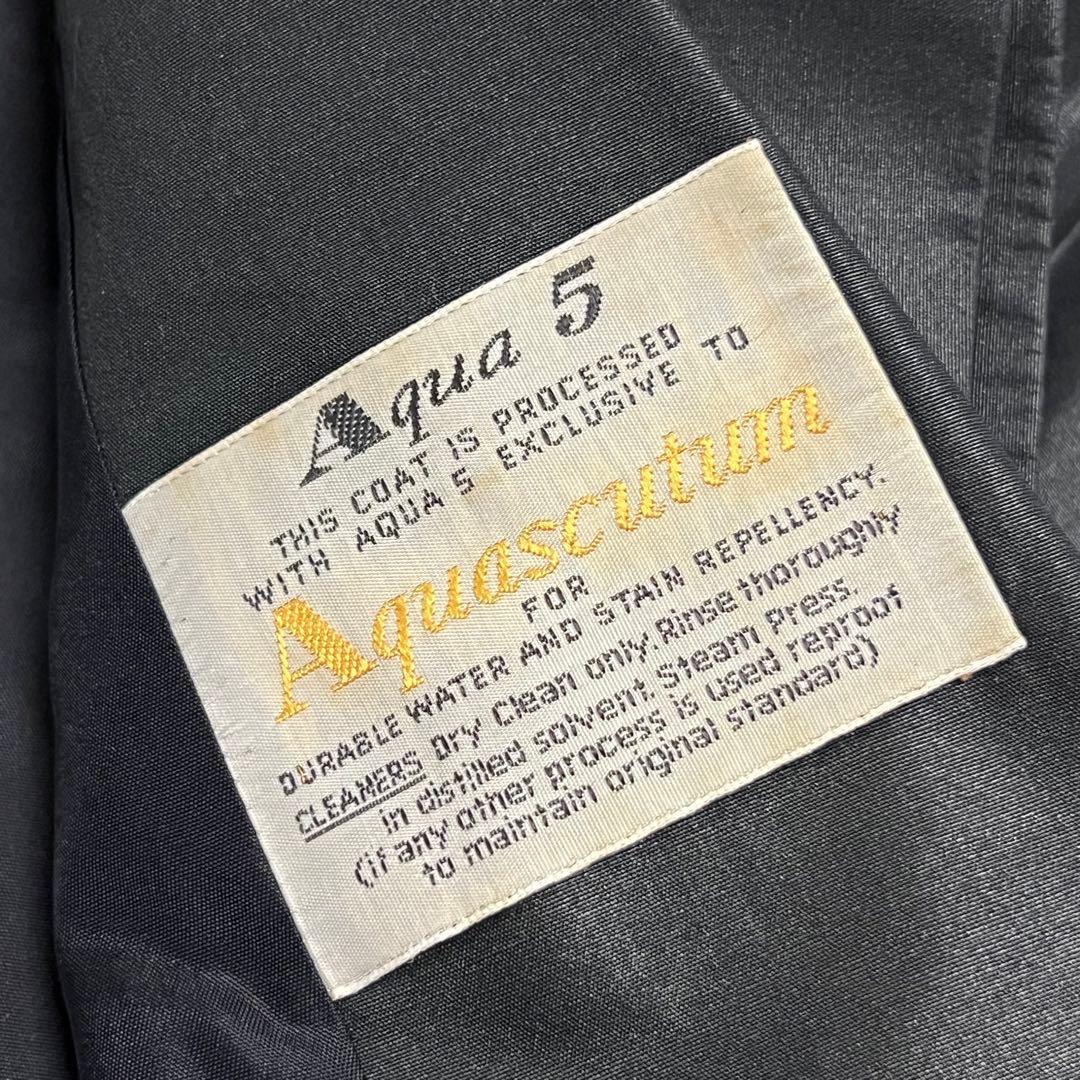 Aqua 5
THIS COAT IS PROCESSED
WITH AQUA 5 EXCLUSIVE TO
Aquascutum
FOR
DURABLE WATER AND STAIN REPELLENCY.
CLEANERS Dry Clean only. Rinse thoroughly
in distilled solvent. Steam Press.
(if any other process is used reproof
to maintain original standard)